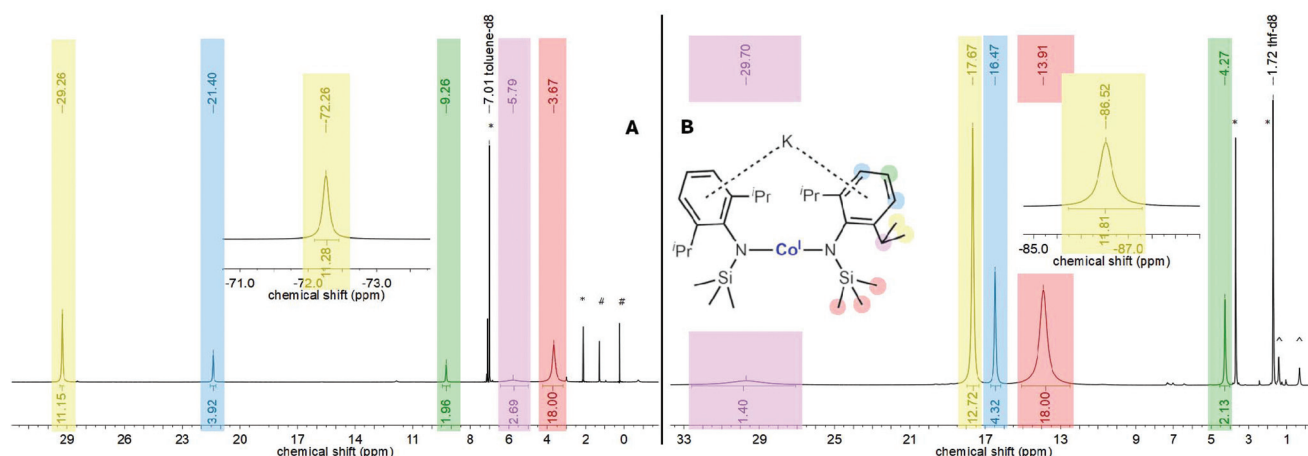 —29.26
—21.40
—-72.26
—9.26
—7.01 toluene-d8
—5.79
—3.67
*
A
11.28
-71.0 -72.0 -73.0
chemical shift (ppm)
* # #
11.15
3.92
1.96
2.69
18.00
29 26 23 20 17 14 11 8 6 4 2 0
chemical shift (ppm)
B
—29.70
—17.67
—16.47
—13.91
—-86.52
—4.27
—1.72 thf-d8
* *
K
iPr
iPr
iPr
N
CoI
N
Si
Si
11.81
-85.0 -87.0
chemical shift (ppm)
^ ^
1.40
12.72
4.32
18.00
2.13
33 29 25 21 17 13 9 7 5 3 1
chemical shift (ppm)